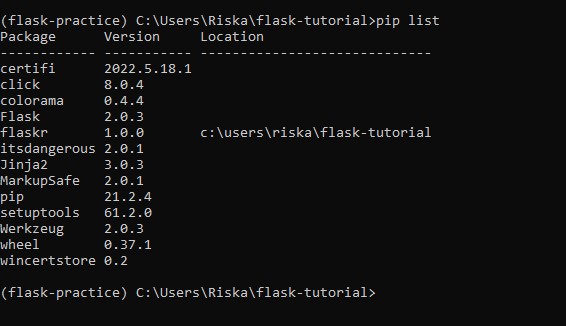 (flask-practice) C:\Users\Riska\flask-tutorial>pip list
Package      Version     Location
------------ ----------- -----------------------------
certifi      2022.5.18.1
click        8.0.4
colorama     0.4.4
Flask        2.0.3
flaskr       1.0.0       c:\users\riska\flask-tutorial
itsdangerous 2.0.1
Jinja2       3.0.3
MarkupSafe   2.0.1
pip          21.2.4
setuptools   61.2.0
Werkzeug     2.0.3
wheel        0.37.1
wincertstore 0.2
(flask-practice) C:\Users\Riska\flask-tutorial>